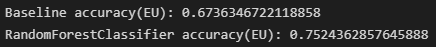 Baseline accuracy(EU): 0.6736346722118858
RandomForestClassifier accuracy(EU): 0.7524362857645888